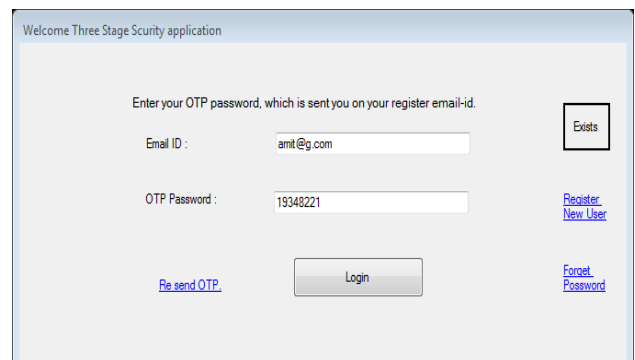 Welcome Three Stage Scurity application
Enter your OTP password, which is sent you on your register email-id.
Exists
Email ID :
amit@g.com
OTP Password :
19348221
Register
New User
Re send OTP.
Login
Forget
Possword